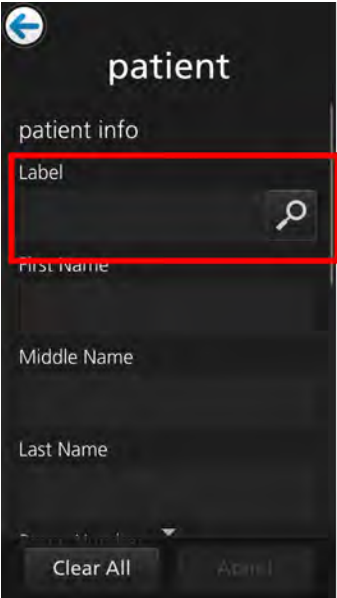 patient
patient info
Label
First Name
Middle Name
Last Name
Clear All